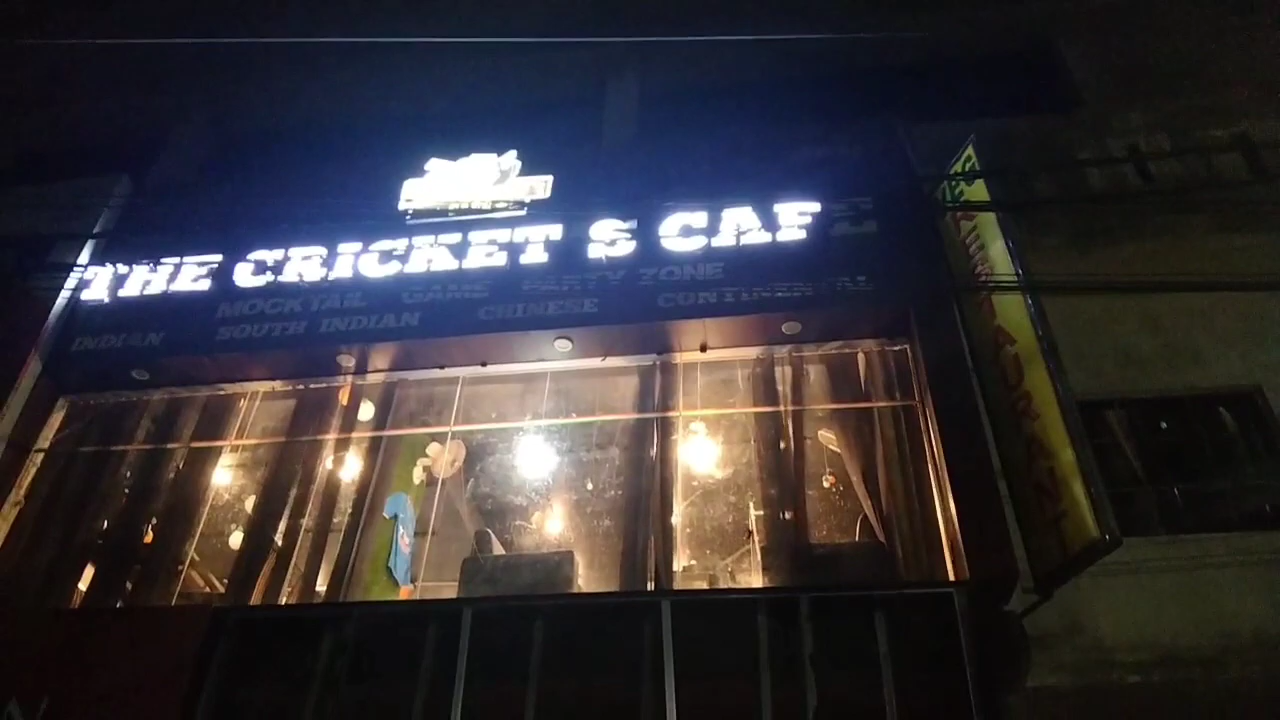 THE CRICKET S CAFE
MOCKTAIL GAME PARTY ZONE
INDIAN SOUTH INDIAN CHINESE CONTINENTAL